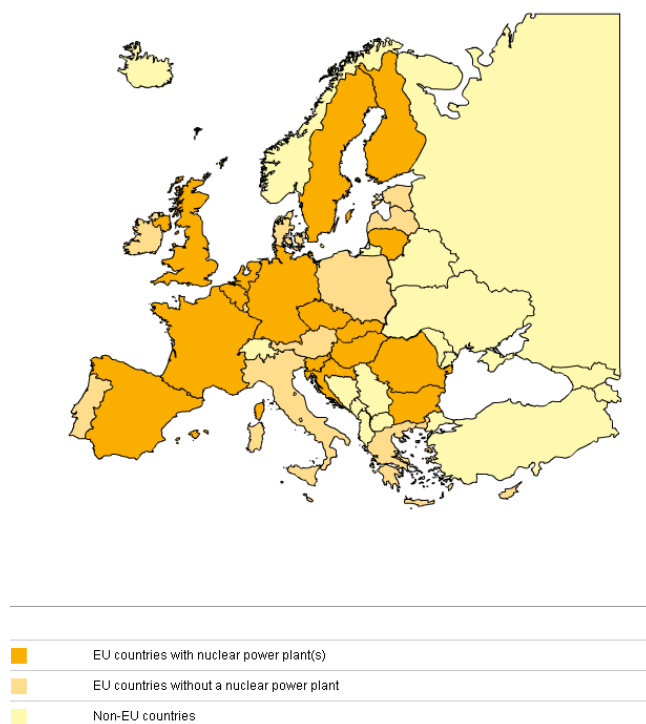 EU countries with nuclear power plant(s)
EU countries without a nuclear power plant
Non-EU countries